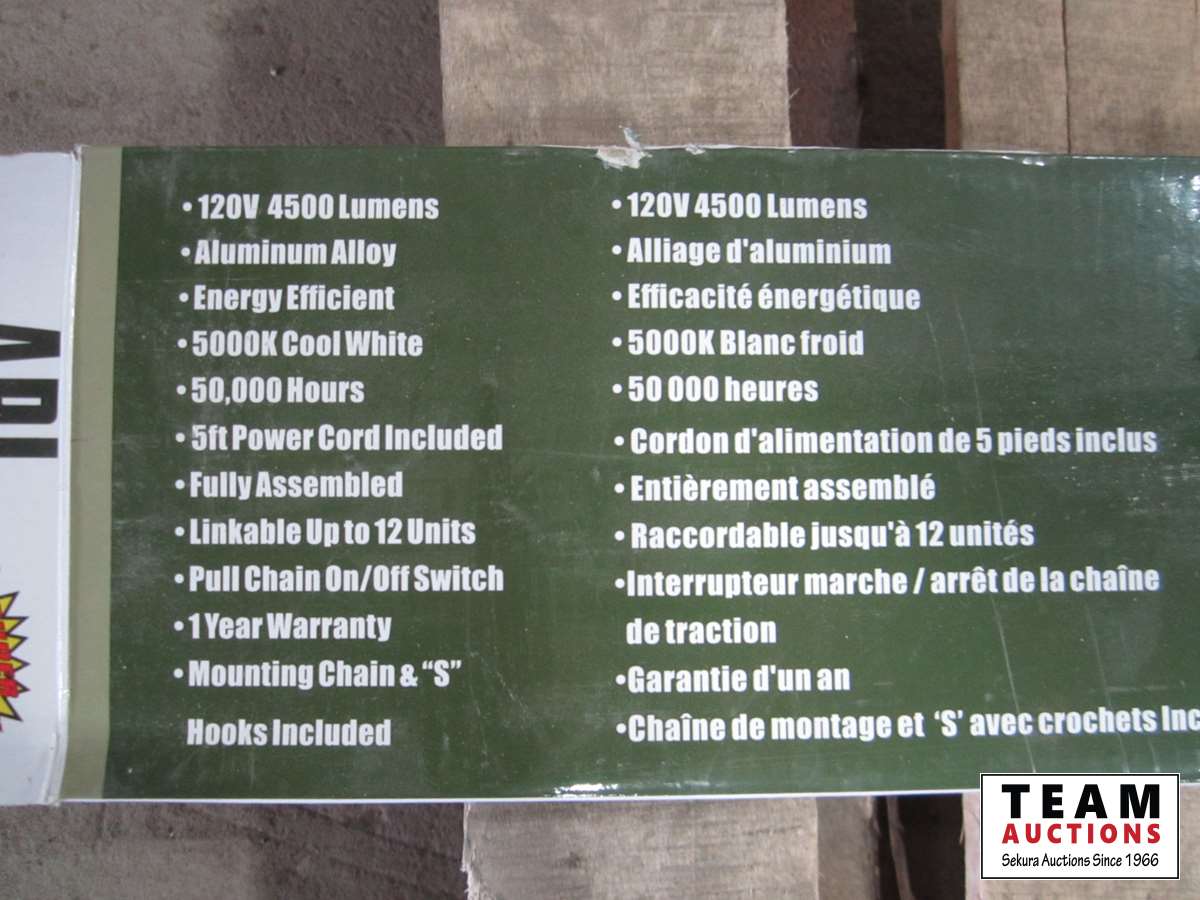 • 120V 4500 Lumens
• Aluminum Alloy
• Energy Efficient
• 5000K Cool White
• 50,000 Hours
• 5ft Power Cord Included
• Fully Assembled
• Linkable Up to 12 Units
• Pull Chain On/Off Switch
• 1 Year Warranty
• Mounting Chain & “S”
Hooks Included
• 120V 4500 Lumens
• Alliage d'aluminium
• Efficacité énergétique
• 5000K Blanc froid
• 50 000 heures
• Cordon d'alimentation de 5 pieds inclus
• Entièrement assemblé
• Raccordable jusqu'à 12 unités
•Interrupteur marche / arrêt de la chaîne
de traction
•Garantie d'un an
•Chaîne de montage et ‘S’ avec crochets Inc
TEAM
AUCTIONS
Sekura Auctions Since 1966